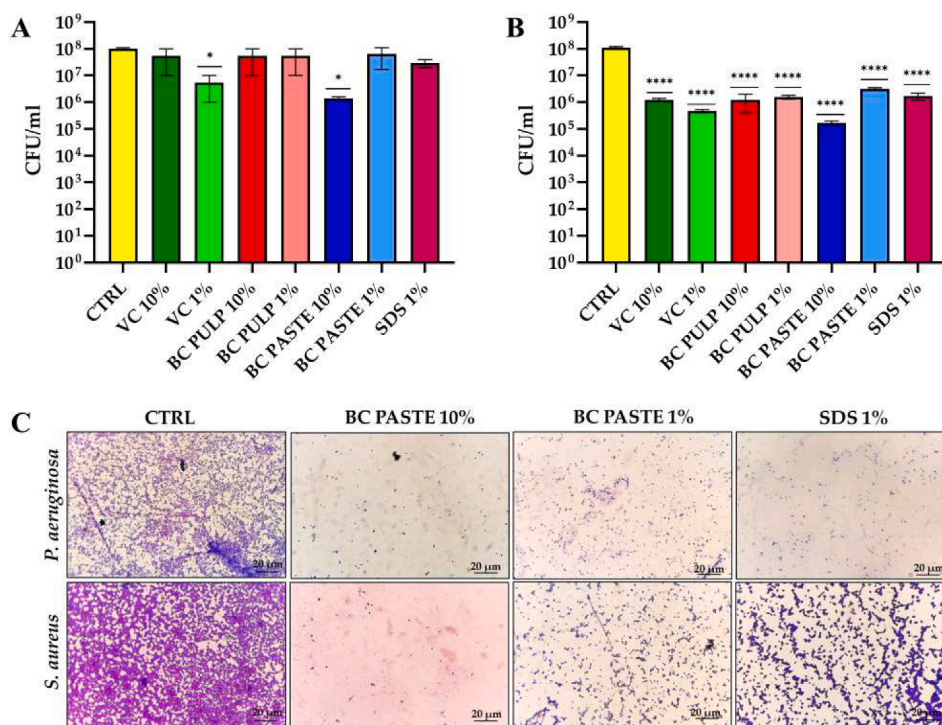 A
CFU/ml
10⁹
10⁸
10⁷
10⁶
10⁵
10⁴
10³
10²
10¹
10⁰
*
*
CTRL
VC 10%
VC 1%
BC PULP 10%
BC PULP 1%
BC PASTE 10%
BC PASTE 1%
SDS 1%
B
CFU/ml
10⁹
10⁸
10⁷
10⁶
10⁵
10⁴
10³
10²
10¹
10⁰
****
****
****
****
****
****
****
CTRL
VC 10%
VC 1%
BC PULP 10%
BC PULP 1%
BC PASTE 10%
BC PASTE 1%
SDS 1%
C
CTRL
BC PASTE 10%
BC PASTE 1%
SDS 1%
P. aeruginosa
20 µm
20 µm
20 µm
20 µm
S. aureus
20 µm
20 µm
20 µm
20 µm